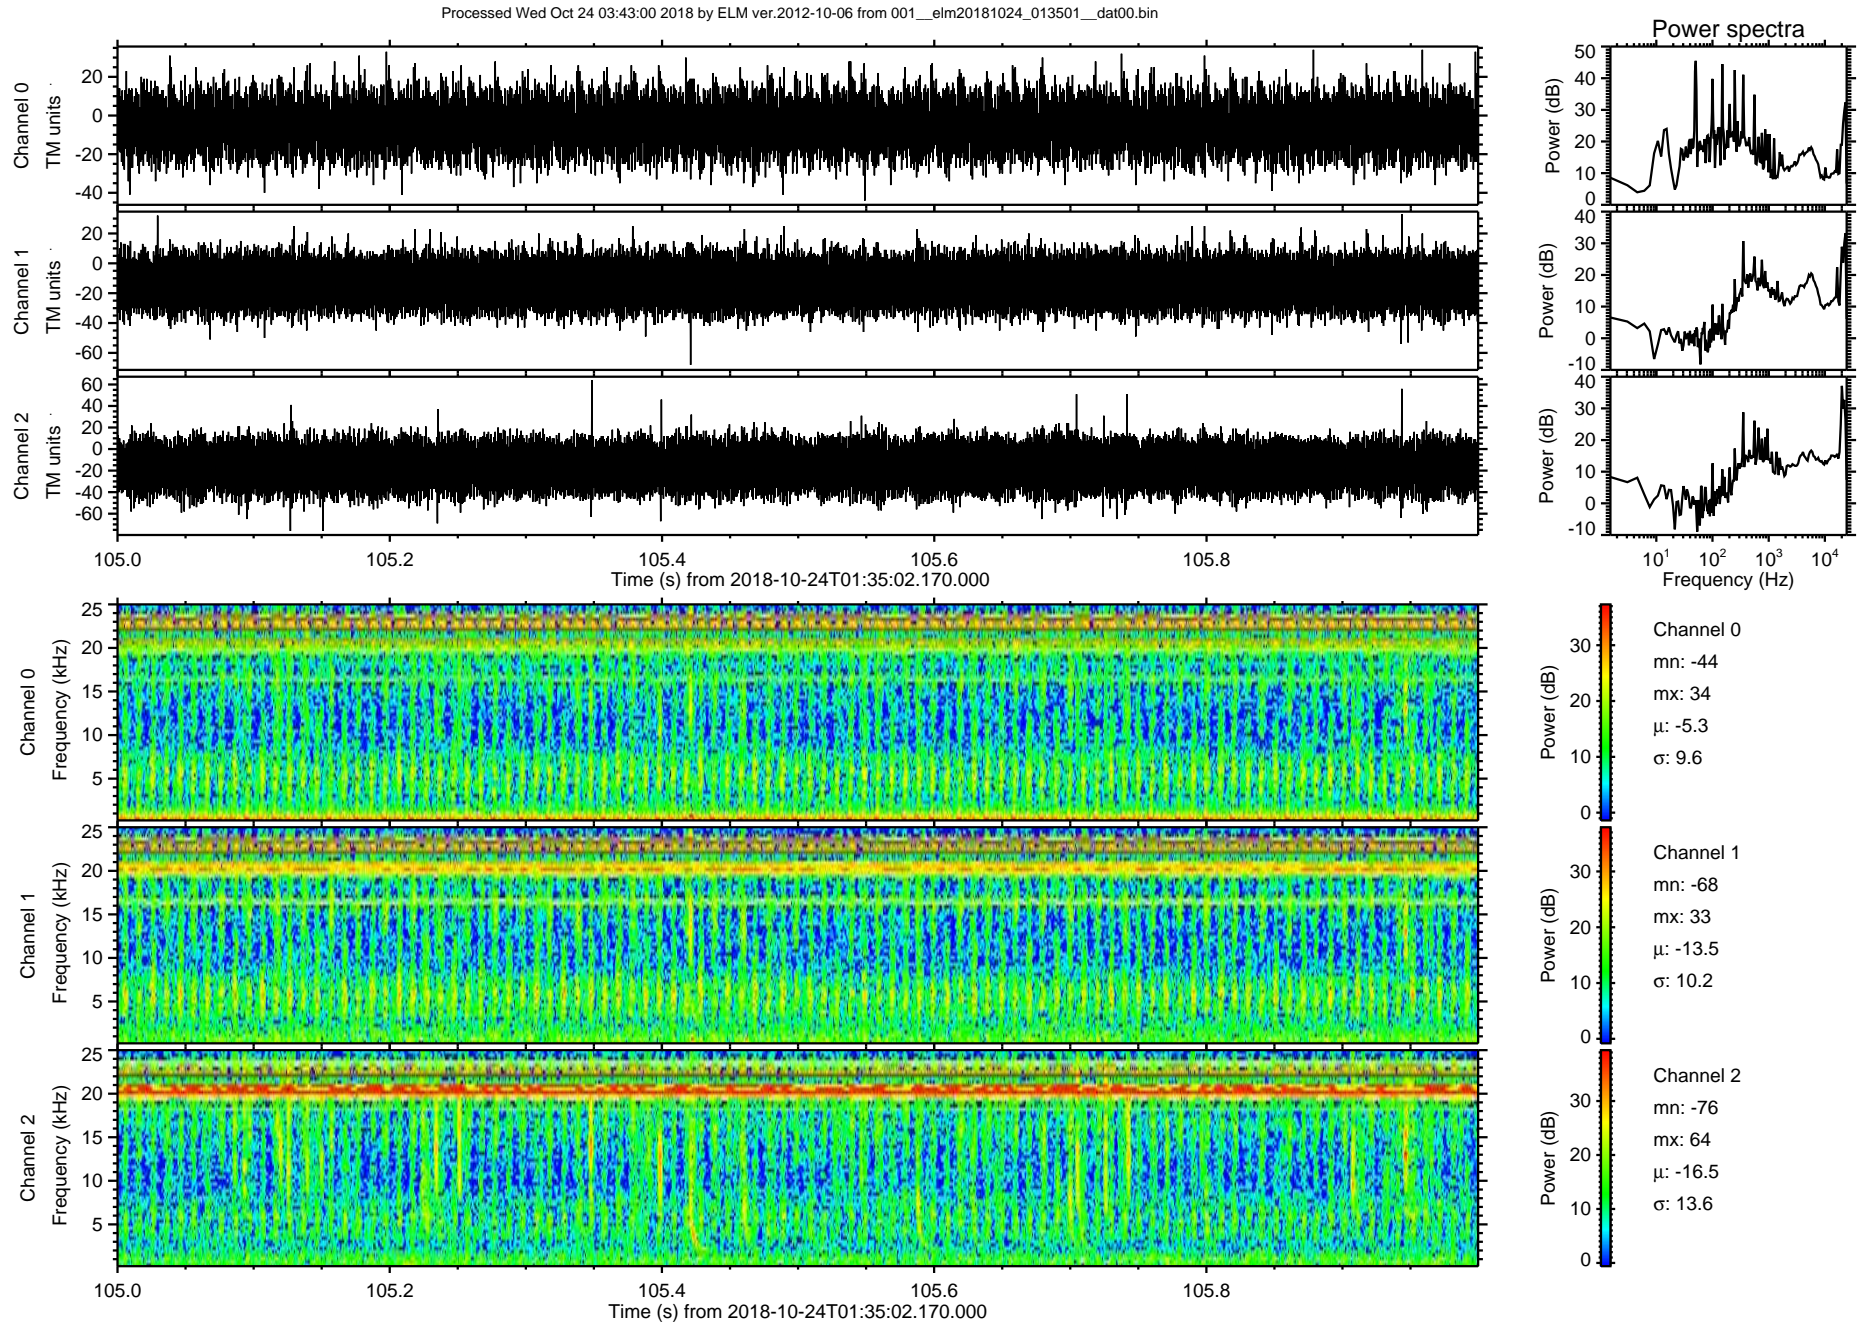 Processed Wed Oct 24 03:43:00 2018 by ELM ver.2012-10-06 from 001__elm20181024_013501__dat00.bin
Power spectra
Channel 0
TM units
20
0
-20
-40
Power (dB)
50
40
30
20
10
0
Channel 1
TM units
20
0
-20
-40
-60
Power (dB)
40
30
20
10
0
-10
Channel 2
TM units
60
40
20
0
-20
-40
-60
Power (dB)
40
30
20
10
0
-10
105.0 105.2 105.4 105.6 105.8
Time (s) from 2018-10-24T01:35:02.170.000
10¹ 10² 10³ 10⁴
Frequency (Hz)
Channel 0
Frequency (kHz)
25
20
15
10
5
Power (dB)
30
20
10
0
Channel 0
mn: -44
mx: 34
μ: -5.3
σ: 9.6
Channel 1
Frequency (kHz)
25
20
15
10
5
Power (dB)
30
20
10
0
Channel 1
mn: -68
mx: 33
μ: -13.5
σ: 10.2
Channel 2
Frequency (kHz)
25
20
15
10
5
Power (dB)
30
20
10
0
Channel 2
mn: -76
mx: 64
μ: -16.5
σ: 13.6
105.0 105.2 105.4 105.6 105.8
Time (s) from 2018-10-24T01:35:02.170.000